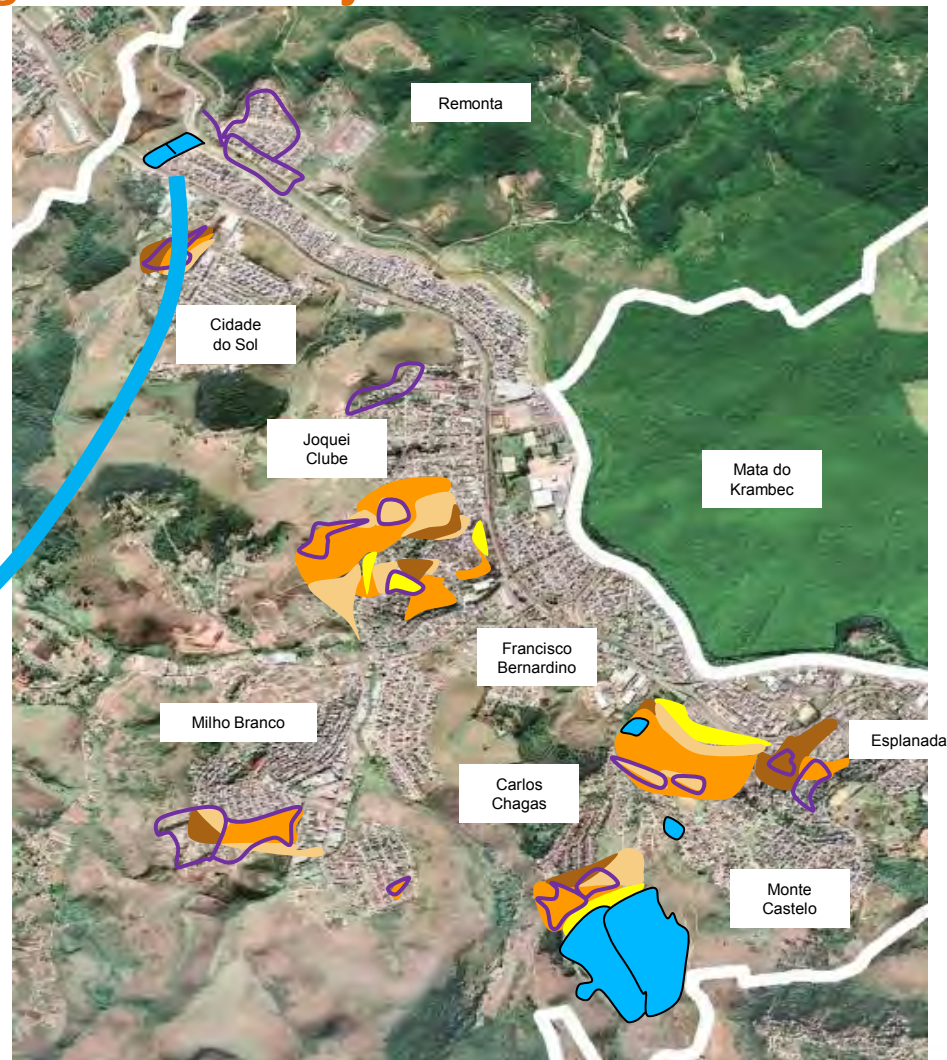 Remonta
Cidade
do Sol
Joquei
Clube
Mata do
Krambec
Francisco
Bernardino
Milho Branco
Esplanada
Carlos
Chagas
Monte
Castelo